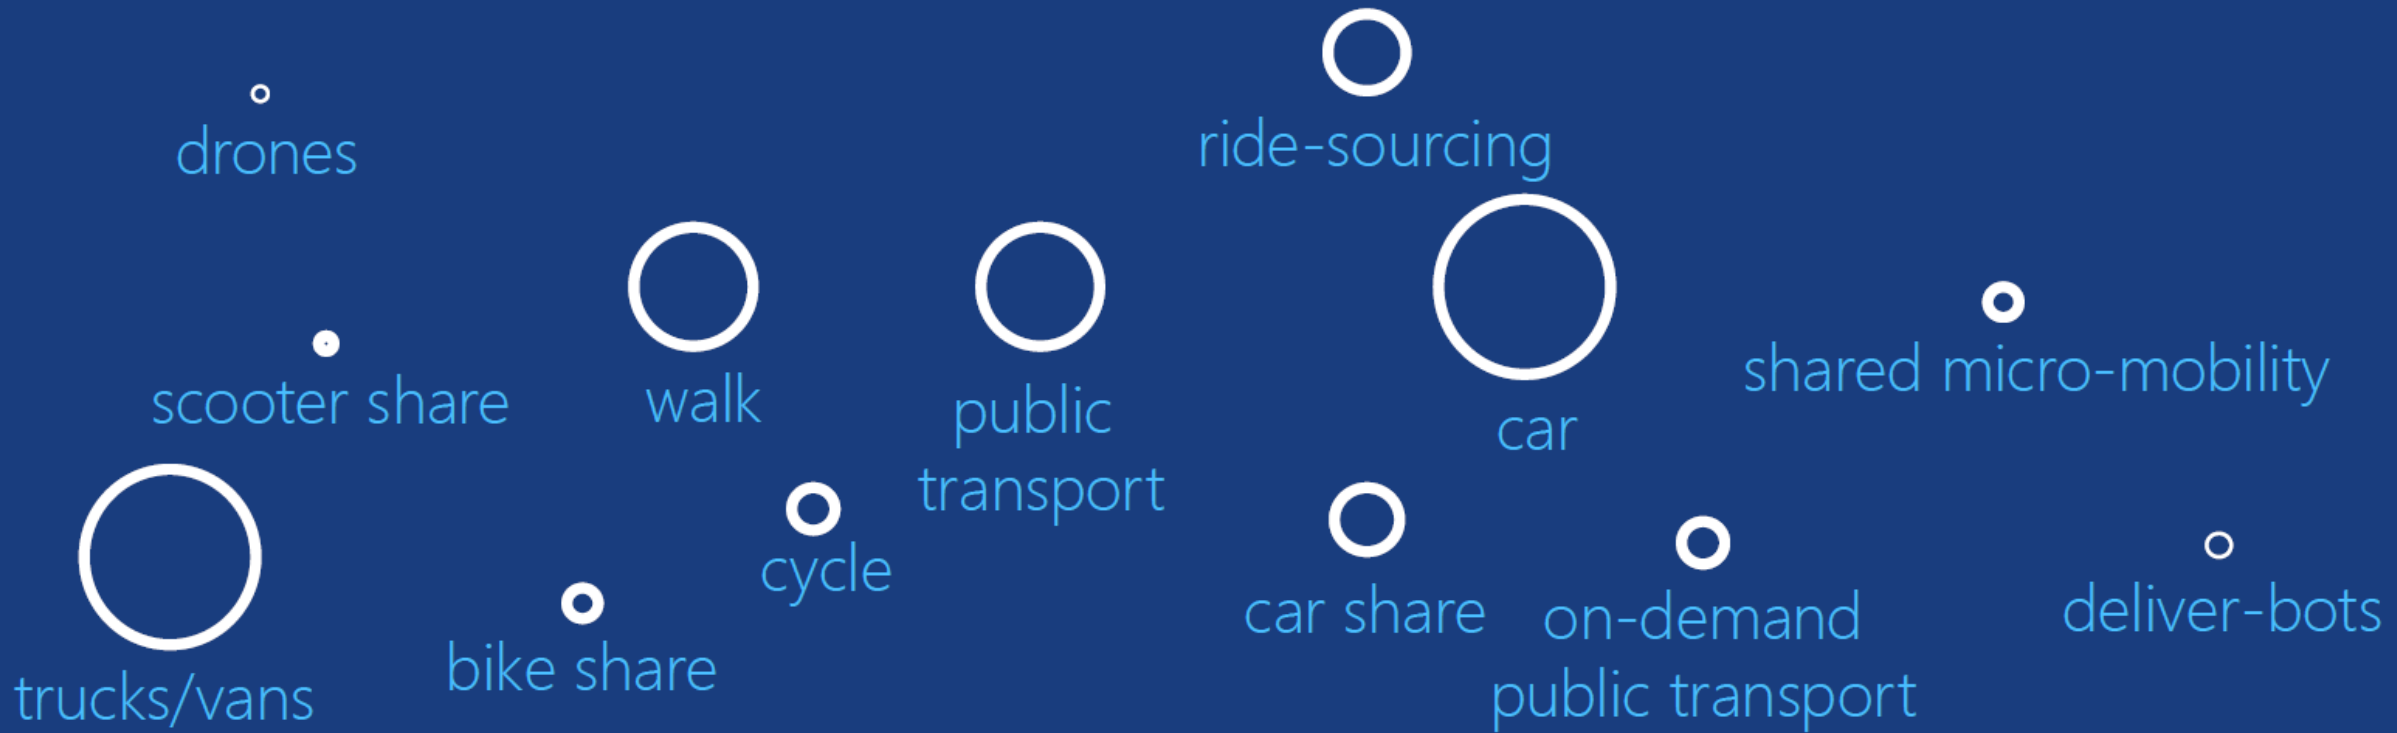 ride-sourcing
drones
shared micro-mobility
scooter share
walk
public
transport
car
cycle
car share
on-demand
public transport
deliver-bots
bike share
trucks/vans